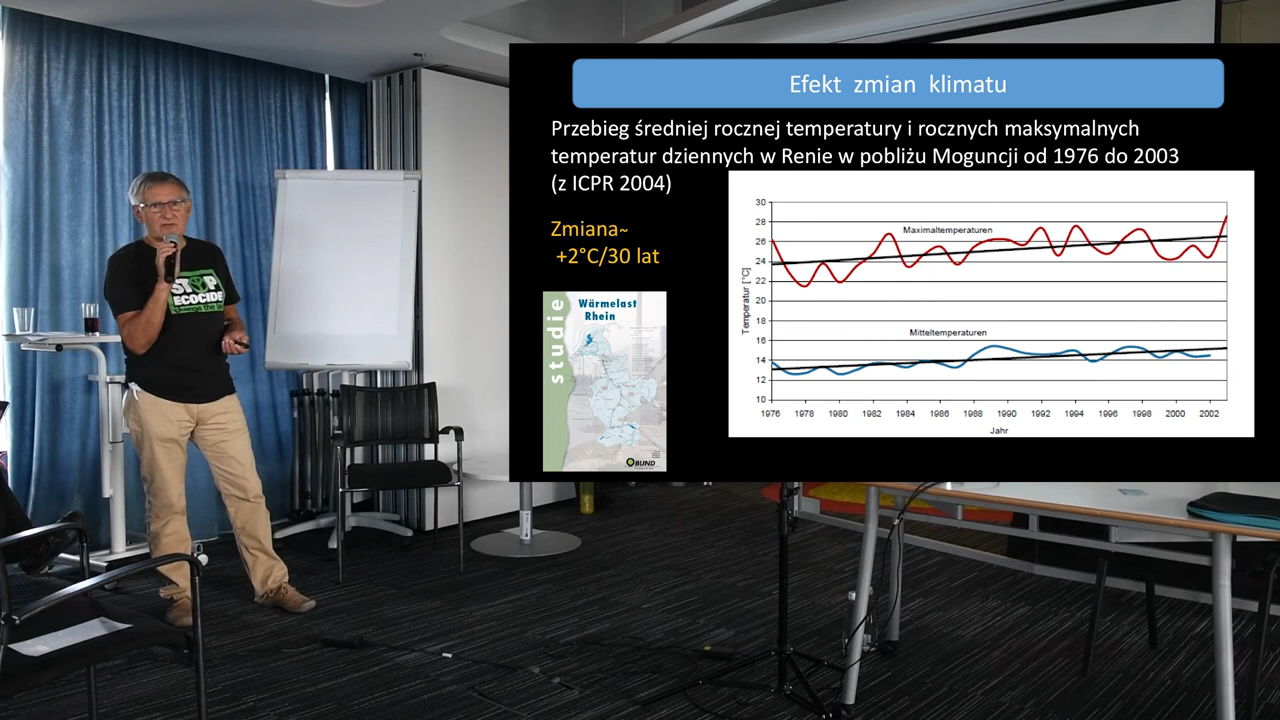 Efekt zmian klimatu
Przebieg średniej rocznej temperatury i rocznych maksymalnych
temperatur dziennych w Renie w pobliżu Moguncji od 1976 do 2003
(z ICPR 2004)
Zmiana~
+2°C/30 lat
studie
Wärmelast
Rhein
BUND
Temperatur [°C]
30
28
26
24
22
20
18
16
14
12
10
Maximaltemperaturen
Mitteltemperaturen
1976 1978 1980 1982 1984 1986 1988 1990 1992 1994 1996 1998 2000 2002
Jahr
STOP
ECOCIDE